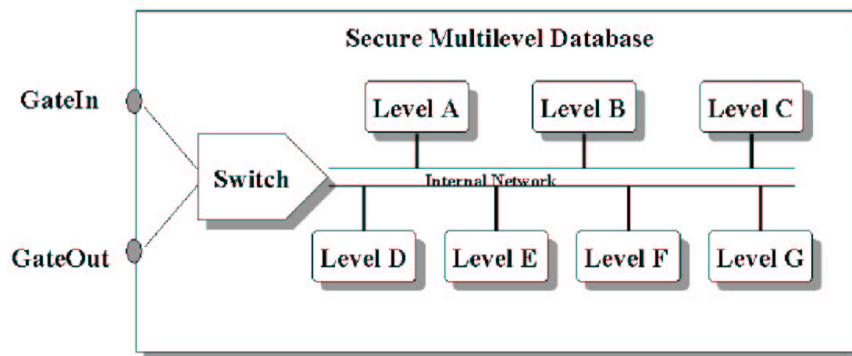 Secure Multilevel Database
GateIn
Level A
Level B
Level C
Switch
Internal Network
GateOut
Level D
Level E
Level F
Level G